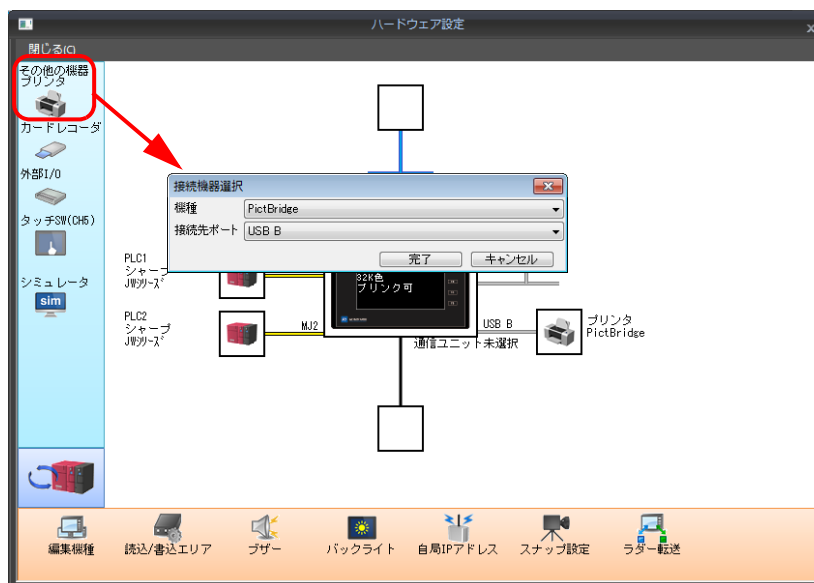 ハードウェア設定
閉じる(C)
その他の機器
プリンタ
カードレコーダ
外部I/O
タッチSW(CH5)
シミュレータ
sim
接続機器選択
機種
PictBridge
接続先ポート
USB B
完了
キャンセル
PLC1
シャープ
JWｼﾘｰｽﾞ
32K色
ブリンク可
PLC2
シャープ
JWｼﾘｰｽﾞ
MJ2
USB B
通信ユニット未選択
プリンタ
PictBridge
編集機種
読込/書込エリア
ブザー
バックライト
自局IPアドレス
スナップ設定
ラダー転送